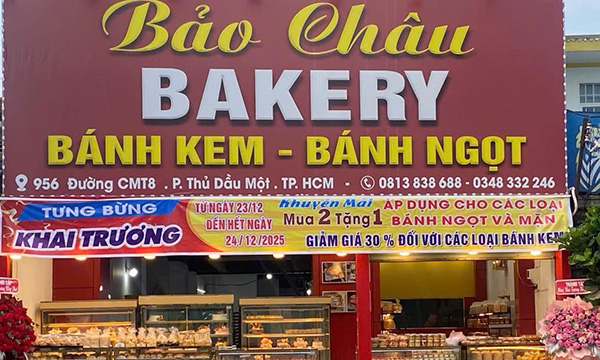 Bảo Châu
BAKERY
BÁNH KEM - BÁNH NGỌT
956 Đường CMT8 . P. Thủ Dầu Một . TP. HCM - 0813 838 688 - 0348 332 246
TƯNG BỪNG
KHAI TRƯƠNG
TỪ NGÀY 23/12
ĐẾN HẾT NGÀY
24/12/2025
Khuyến Mãi
Mua 2 Tặng 1
ÁP DỤNG CHO CÁC LOẠI
BÁNH NGỌT VÀ MẶN
GIẢM GIÁ 30 % ĐỐI VỚI CÁC LOẠI BÁNH KEM